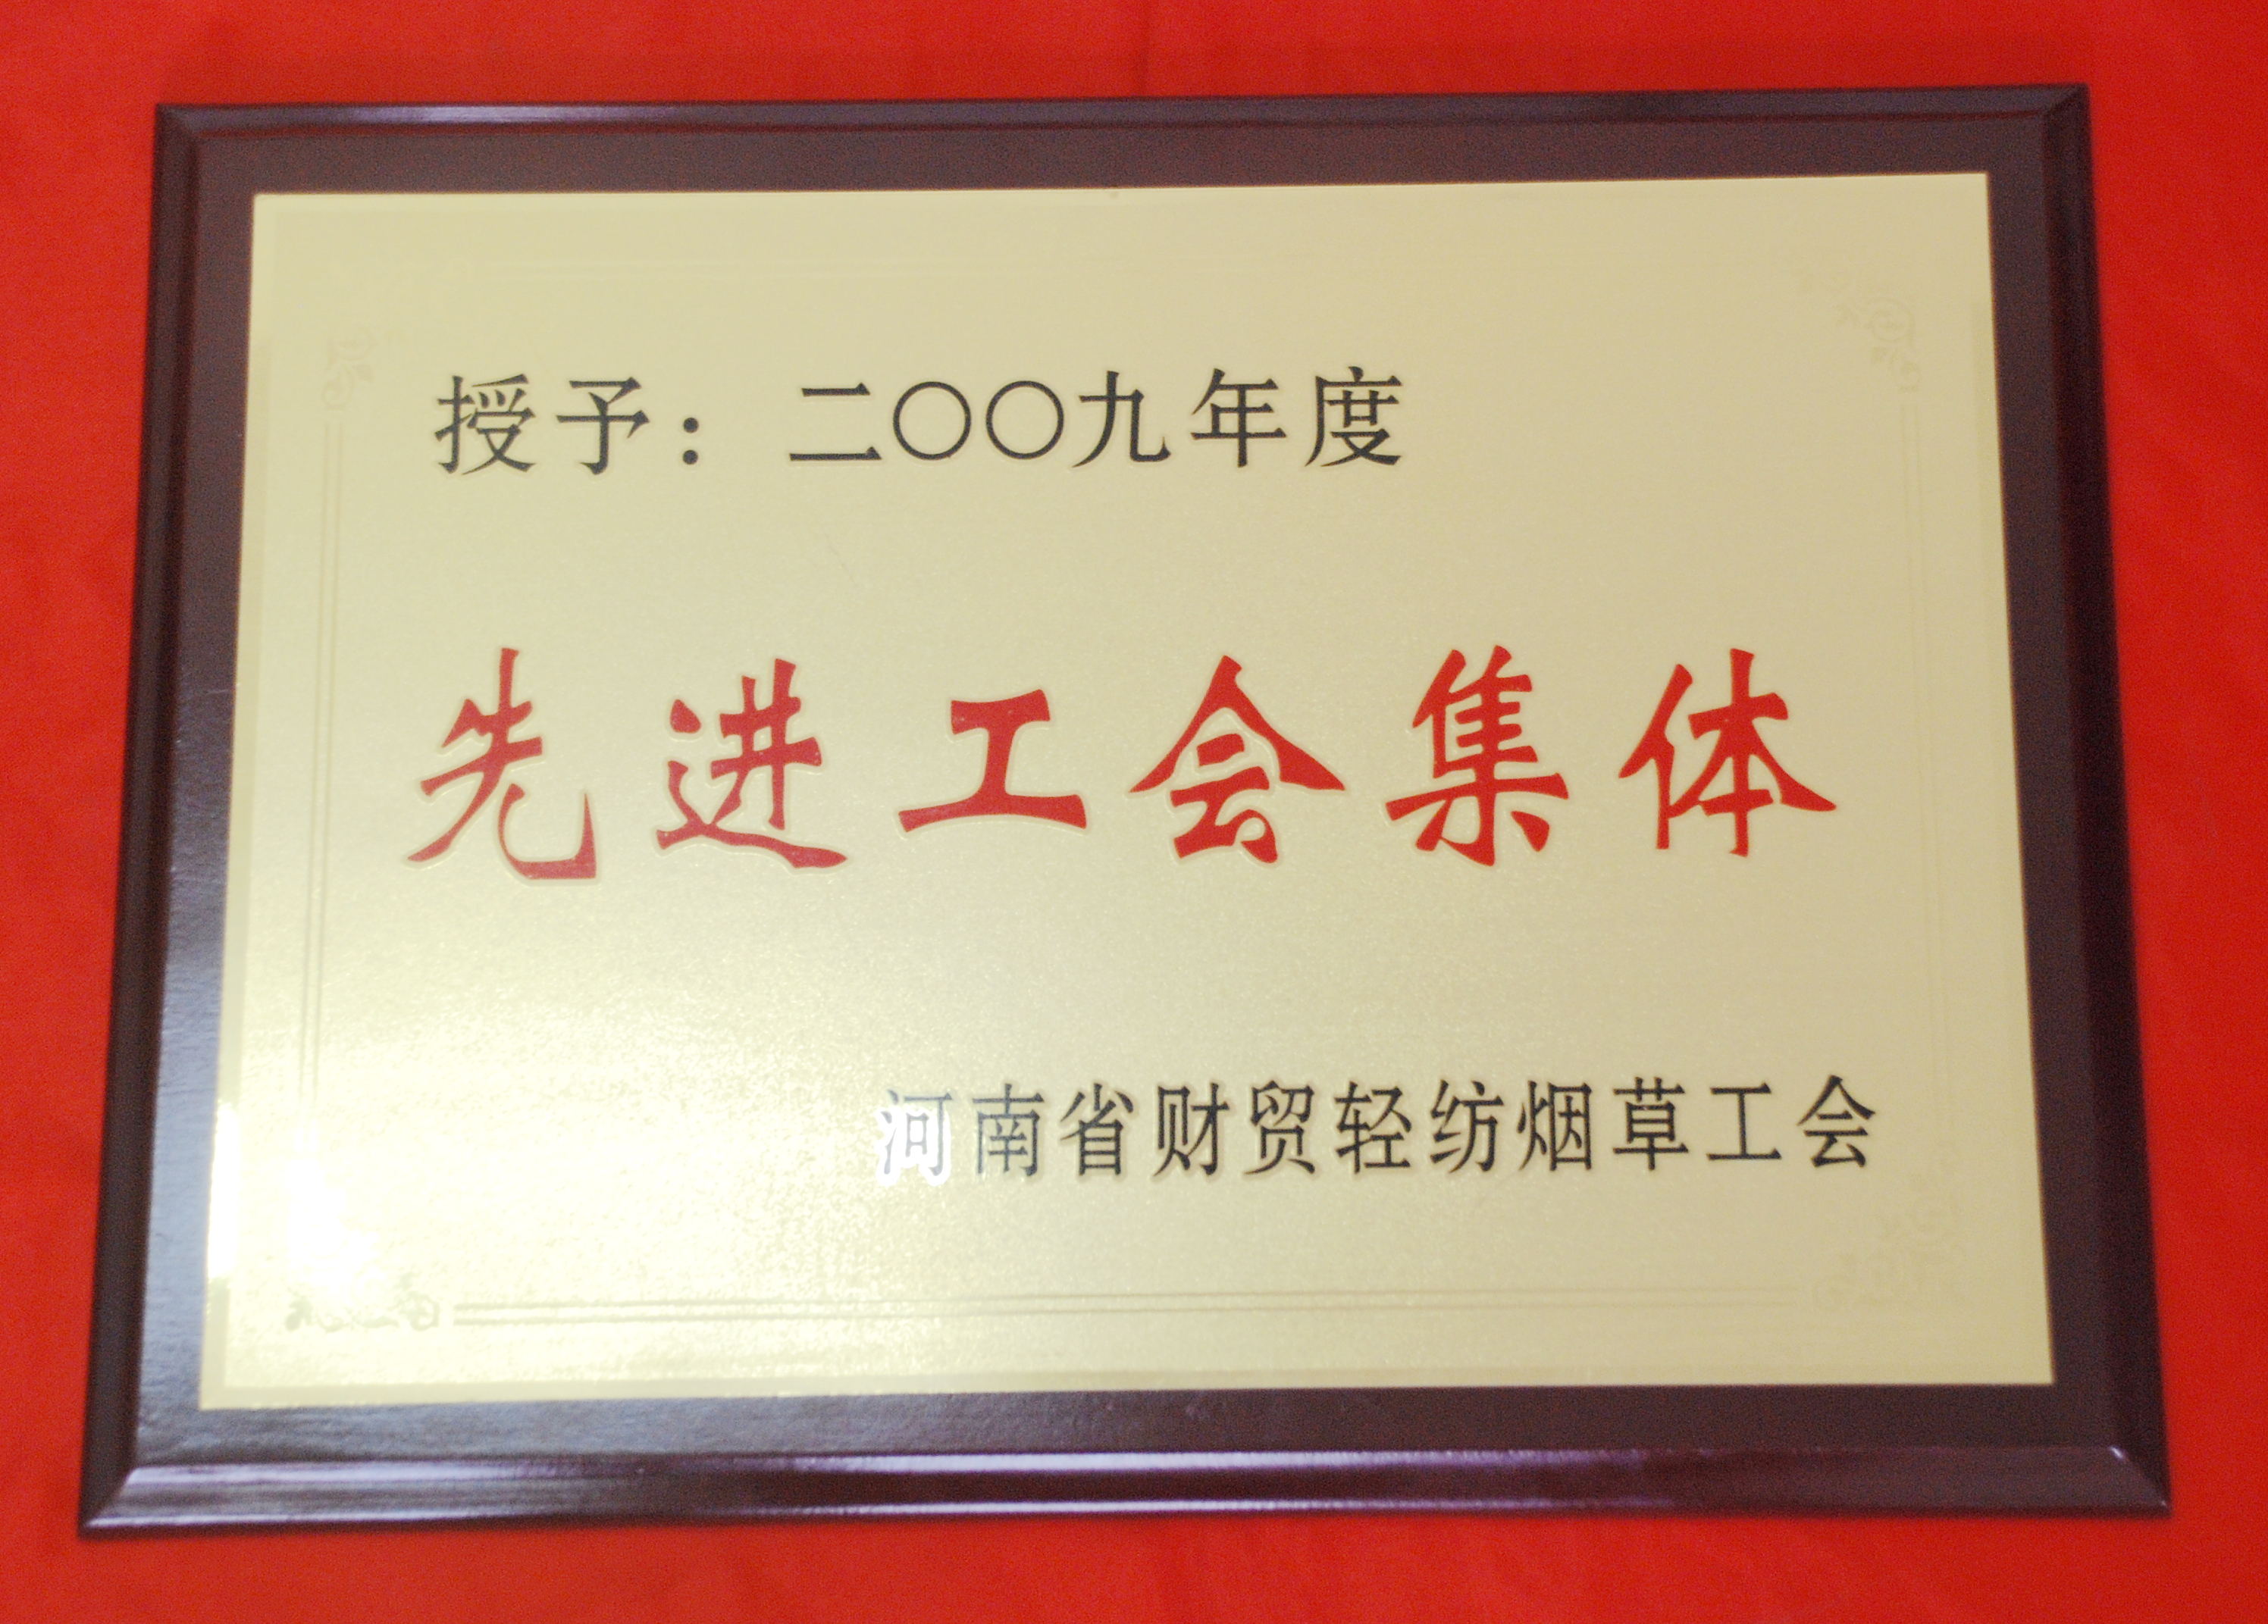 授予：二〇〇九年度
先进工会集体
河南省财贸轻纺烟草工会